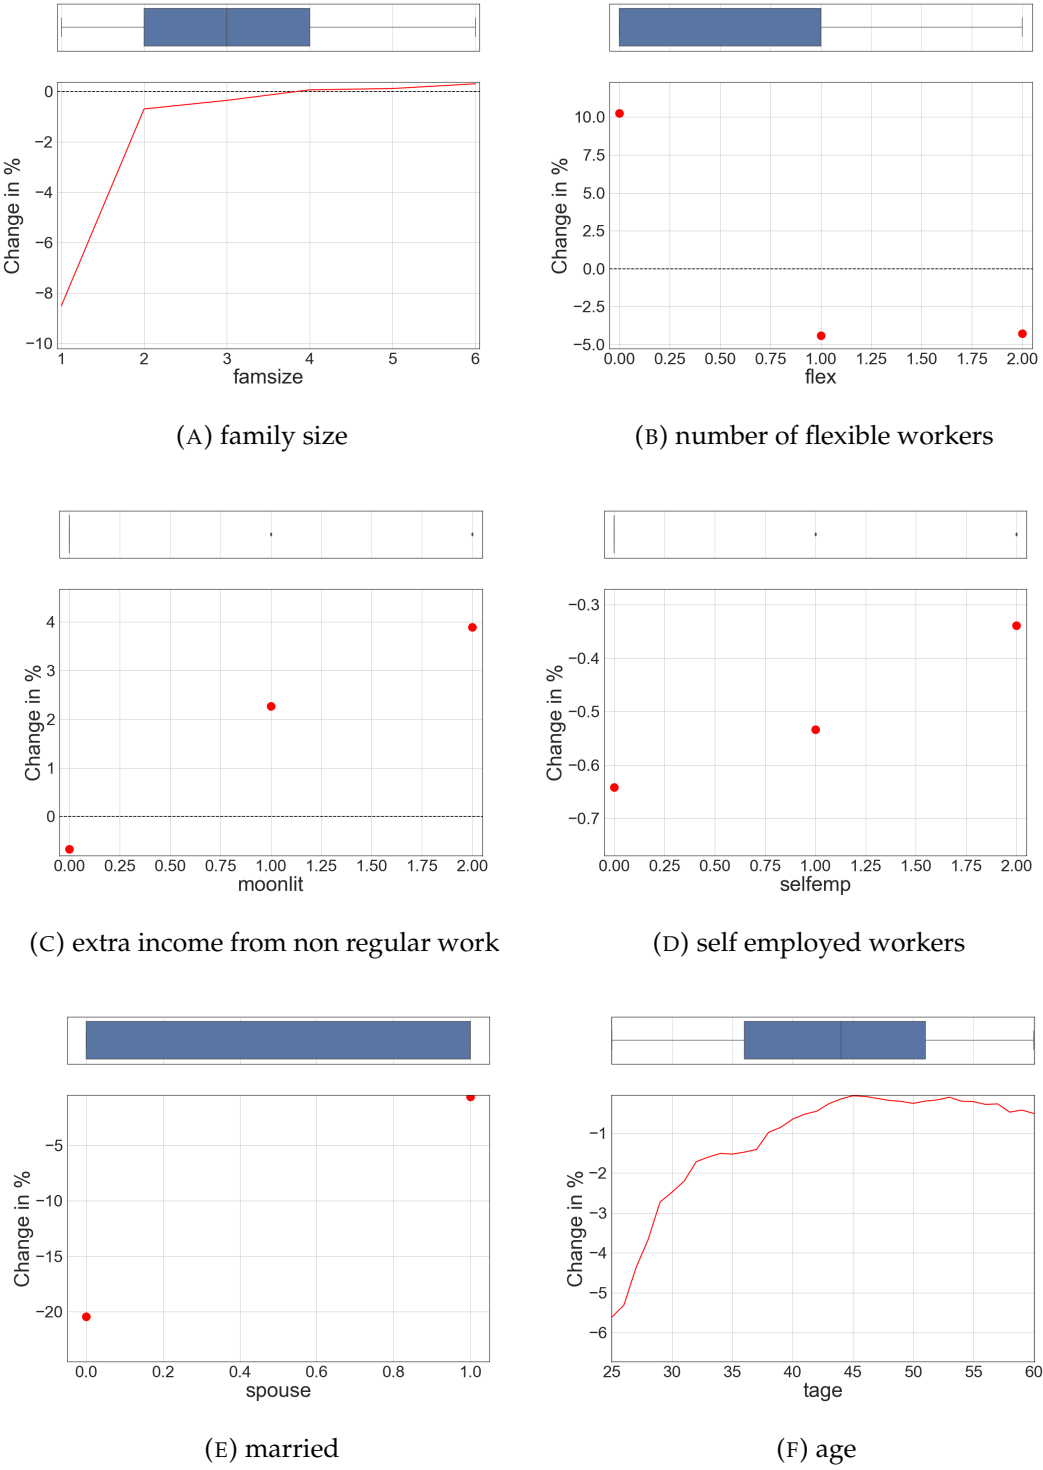 0
−2
−4
−6
−8
−10
Change in %
1 2 3 4 5 6
famsize
(A) family size
10.0
7.5
5.0
2.5
0.0
−2.5
−5.0
Change in %
0.00 0.25 0.50 0.75 1.00 1.25 1.50 1.75 2.00
flex
(B) number of flexible workers
4
3
2
1
0
Change in %
0.00 0.25 0.50 0.75 1.00 1.25 1.50 1.75 2.00
moonlit
(C) extra income from non regular work
−0.3
−0.4
−0.5
−0.6
−0.7
Change in %
0.00 0.25 0.50 0.75 1.00 1.25 1.50 1.75 2.00
selfemp
(D) self employed workers
−5
−10
−15
−20
Change in %
0.0 0.2 0.4 0.6 0.8 1.0
spouse
(E) married
−1
−2
−3
−4
−5
−6
Change in %
25 30 35 40 45 50 55 60
tage
(F) age